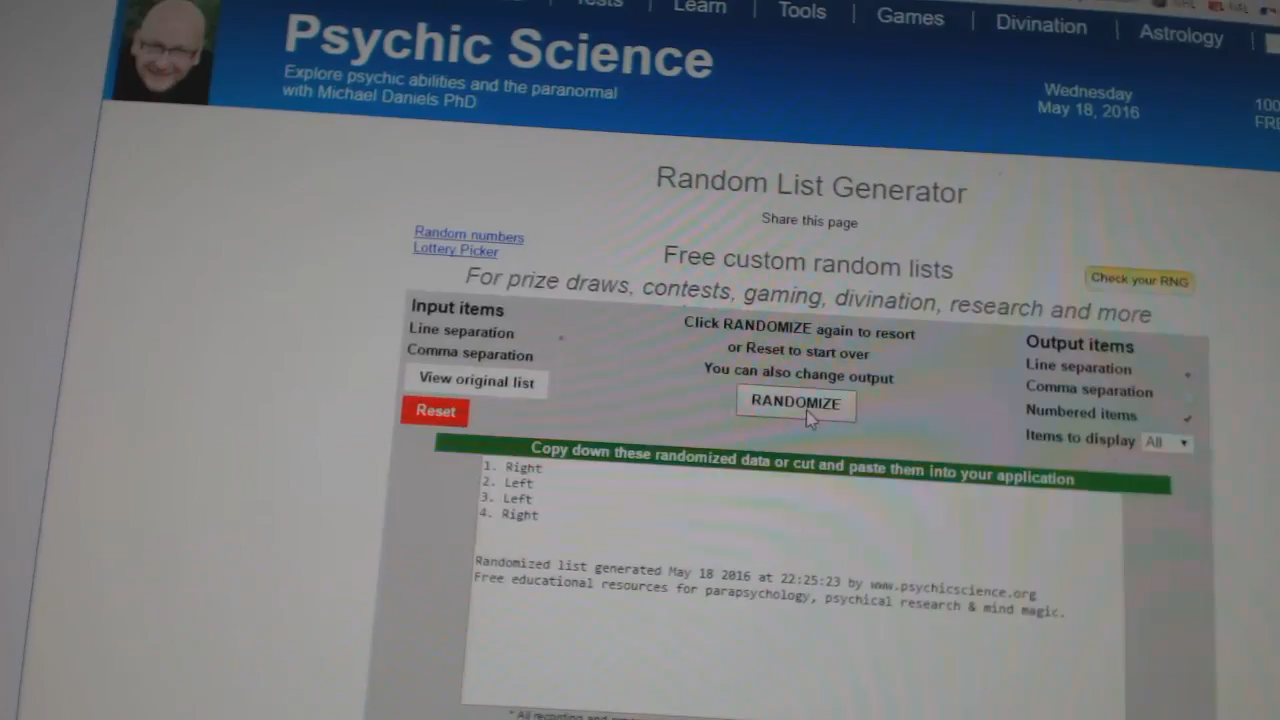 Tests
Learn
Tools
Games
Divination
Astrology
Psychic Science
Explore psychic abilities and the paranormal
with Michael Daniels PhD
Wednesday
May 18, 2016
Random List Generator
Share this page
Random numbers
Lottery Picker
Free custom random lists
Check your RNG
For prize draws, contests, gaming, divination, research and more
Input items
Line separation
Comma separation
View original list
Reset
Click RANDOMIZE again to resort
or Reset to start over
You can also change output
RANDOMIZE
Output items
Line separation
Comma separation
Numbered items
Items to display All
Copy down these randomized data or cut and paste them into your application
1. Right
2. Left
3. Left
4. Right
Randomized list generated May 18 2016 at 22:25:23 by www.psychicscience.org
Free educational resources for parapsychology, psychical research & mind magic.